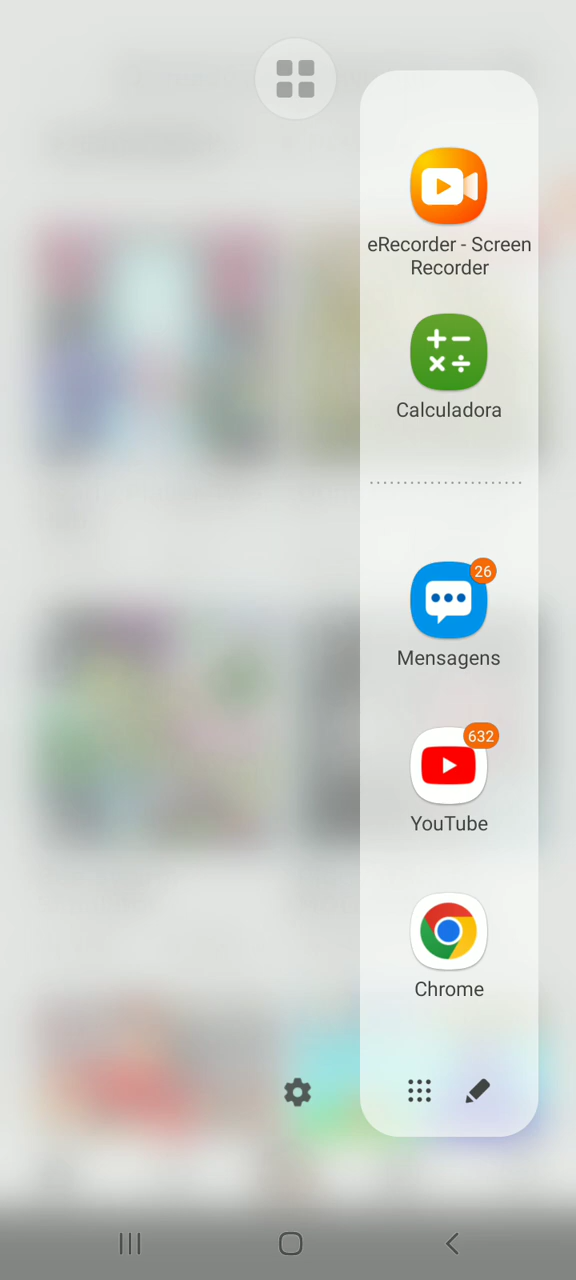 eRecorder - Screen
Recorder
Calculadora
26
Mensagens
632
YouTube
Chrome